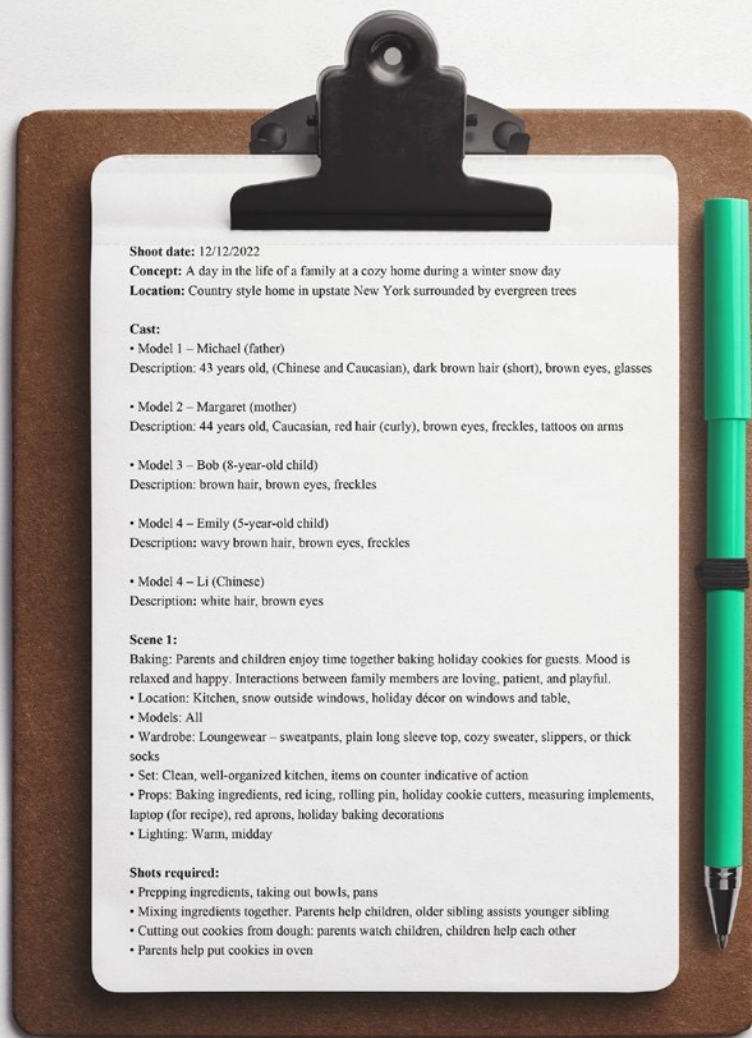 Shoot date: 12/12/2022
Concept: A day in the life of a family at a cozy home during a winter snow day
Location: Country style home in upstate New York surrounded by evergreen trees
Cast:
• Model 1 – Michael (father)
Description: 43 years old, (Chinese and Caucasian), dark brown hair (short), brown eyes, glasses
• Model 2 – Margaret (mother)
Description: 44 years old, Caucasian, red hair (curly), brown eyes, freckles, tattoos on arms
• Model 3 – Bob (8-year-old child)
Description: brown hair, brown eyes, freckles
• Model 4 – Emily (5-year-old child)
Description: wavy brown hair, brown eyes, freckles
• Model 4 – Li (Chinese)
Description: white hair, brown eyes
Scene 1:
Baking: Parents and children enjoy time together baking holiday cookies for guests. Mood is
relaxed and happy. Interactions between family members are loving, patient, and playful.
• Location: Kitchen, snow outside windows, holiday décor on windows and table,
• Models: All
• Wardrobe: Loungewear – sweatpants, plain long sleeve top, cozy sweater, slippers, or thick
socks
• Set: Clean, well-organized kitchen, items on counter indicative of action
• Props: Baking ingredients, red icing, rolling pin, holiday cookie cutters, measuring implements,
laptop (for recipe), red aprons, holiday baking decorations
• Lighting: Warm, midday
Shots required:
• Prepping ingredients, taking out bowls, pans
• Mixing ingredients together. Parents help children, older sibling assists younger sibling
• Cutting out cookies from dough: parents watch children, children help each other
• Parents help put cookies in oven